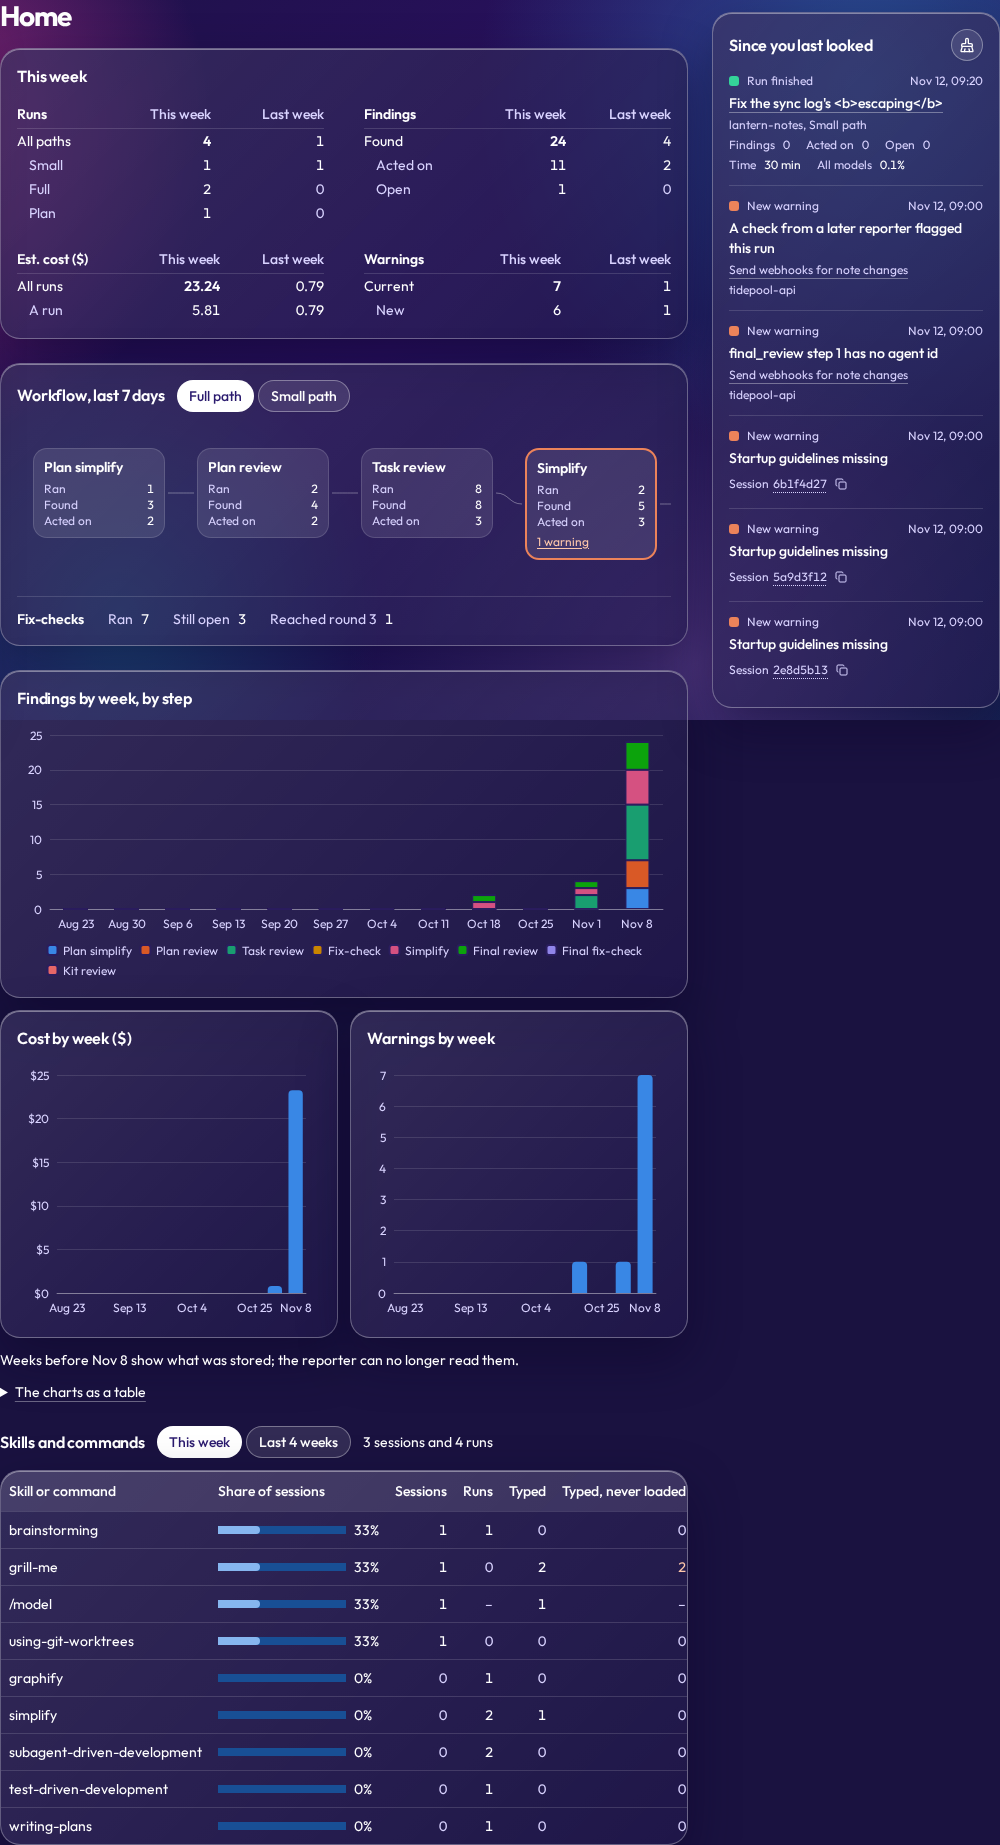 Home
This week
Runs This week Last week
All paths 4 1
Small 1 1
Full 2 0
Plan 1 0
Findings This week Last week
Found 24 4
Acted on 11 2
Open 1 0
Est. cost ($) This week Last week
All runs 23.24 0.79
A run 5.81 0.79
Warnings This week Last week
Current 7 1
New 6 1
Workflow, last 7 days Full path Small path
Plan simplify
Ran 1
Found 3
Acted on 2
Plan review
Ran 2
Found 4
Acted on 2
Task review
Ran 8
Found 8
Acted on 3
Simplify
Ran 2
Found 5
Acted on 3
1 warning
Fix-checks Ran 7 Still open 3 Reached round 3 1
Findings by week, by step
25
20
15
10
5
0
Aug 23 Aug 30 Sep 6 Sep 13 Sep 20 Sep 27 Oct 4 Oct 11 Oct 18 Oct 25 Nov 1 Nov 8
Plan simplify Plan review Task review Fix-check Simplify Final review Final fix-check
Kit review
Cost by week ($)
$25
$20
$15
$10
$5
$0
Aug 23 Sep 13 Oct 4 Oct 25 Nov 8
Warnings by week
7
6
5
4
3
2
1
0
Aug 23 Sep 13 Oct 4 Oct 25 Nov 8
Weeks before Nov 8 show what was stored; the reporter can no longer read them.
The charts as a table
Skills and commands This week Last 4 weeks 3 sessions and 4 runs
Skill or command Share of sessions Sessions Runs Typed Typed, never loaded
brainstorming 33% 1 1 0 0
grill-me 33% 1 0 2 2
/model 33% 1 – 1 –
using-git-worktrees 33% 1 0 0 0
graphify 0% 0 1 0 0
simplify 0% 0 2 1 0
subagent-driven-development 0% 0 2 0 0
test-driven-development 0% 0 1 0 0
writing-plans 0% 0 1 0 0
Since you last looked
Run finished Nov 12, 09:20
Fix the sync log's <b>escaping</b>
lantern-notes, Small path
Findings 0 Acted on 0 Open 0
Time 30 min All models 0.1%
New warning Nov 12, 09:00
A check from a later reporter flagged
this run
Send webhooks for note changes
tidepool-api
New warning Nov 12, 09:00
final_review step 1 has no agent id
Send webhooks for note changes
tidepool-api
New warning Nov 12, 09:00
Startup guidelines missing
Session 6b1f4d27
New warning Nov 12, 09:00
Startup guidelines missing
Session 5a9d3f12
New warning Nov 12, 09:00
Startup guidelines missing
Session 2e8d5b13